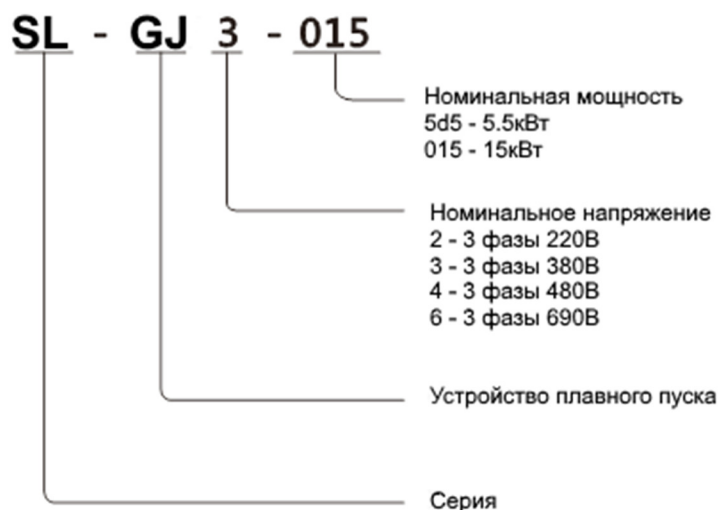 SL - GJ 3 - 015
Номинальная мощность
5d5 - 5.5кВт
015 - 15кВт
Номинальное напряжение
2 - 3 фазы 220В
3 - 3 фазы 380В
4 - 3 фазы 480В
6 - 3 фазы 690В
Устройство плавного пуска
Серия